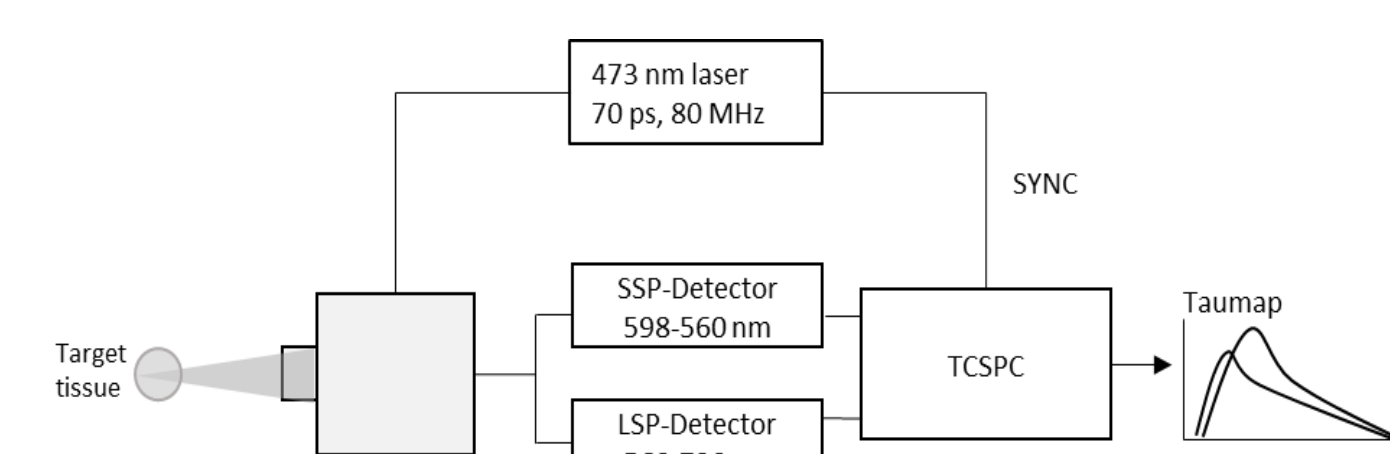 473 nm laser
70 ps, 80 MHz
SYNC
SSP-Detector
598-560 nm
Taumap
Target
tissue
TCSPC
LSP-Detector